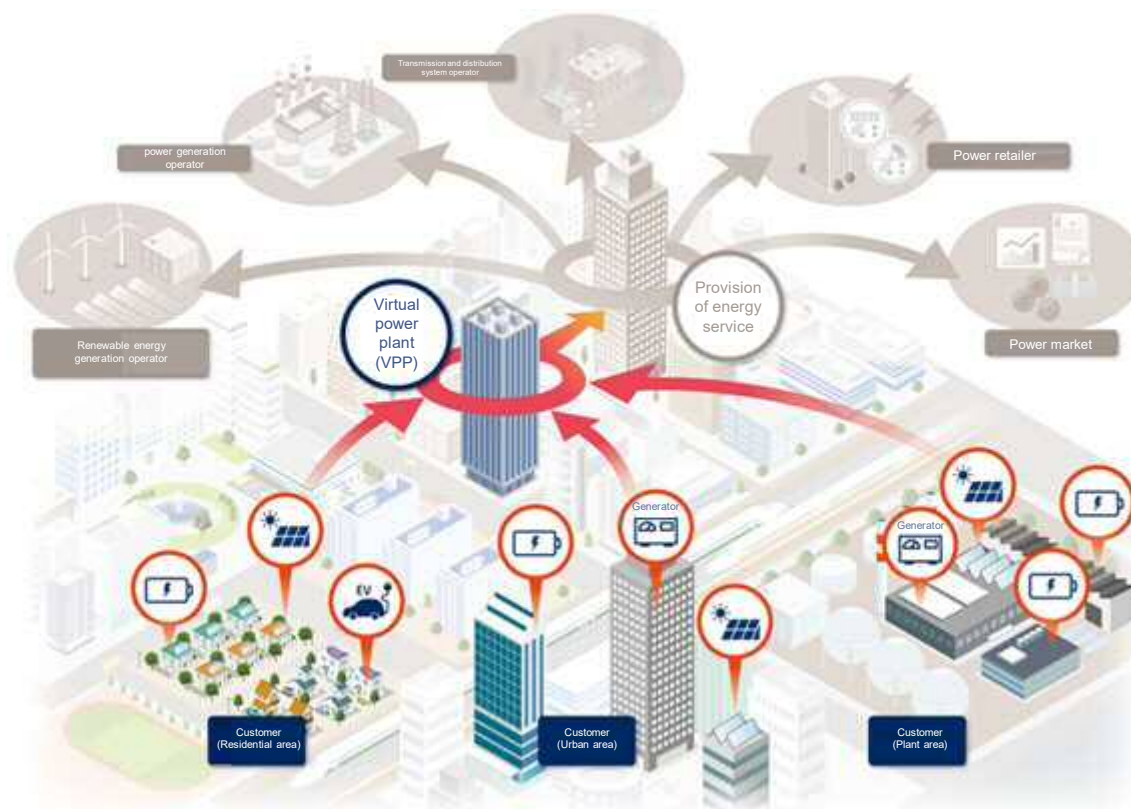 Transmission and distribution
system operator
power generation
operator
Power retailer
Renewable energy
generation operator
Virtual
power
plant
(VPP)
Provision
of energy
service
Power market
Generator
Generator
EV
Customer
(Residential area)
Customer
(Urban area)
Customer
(Plant area)